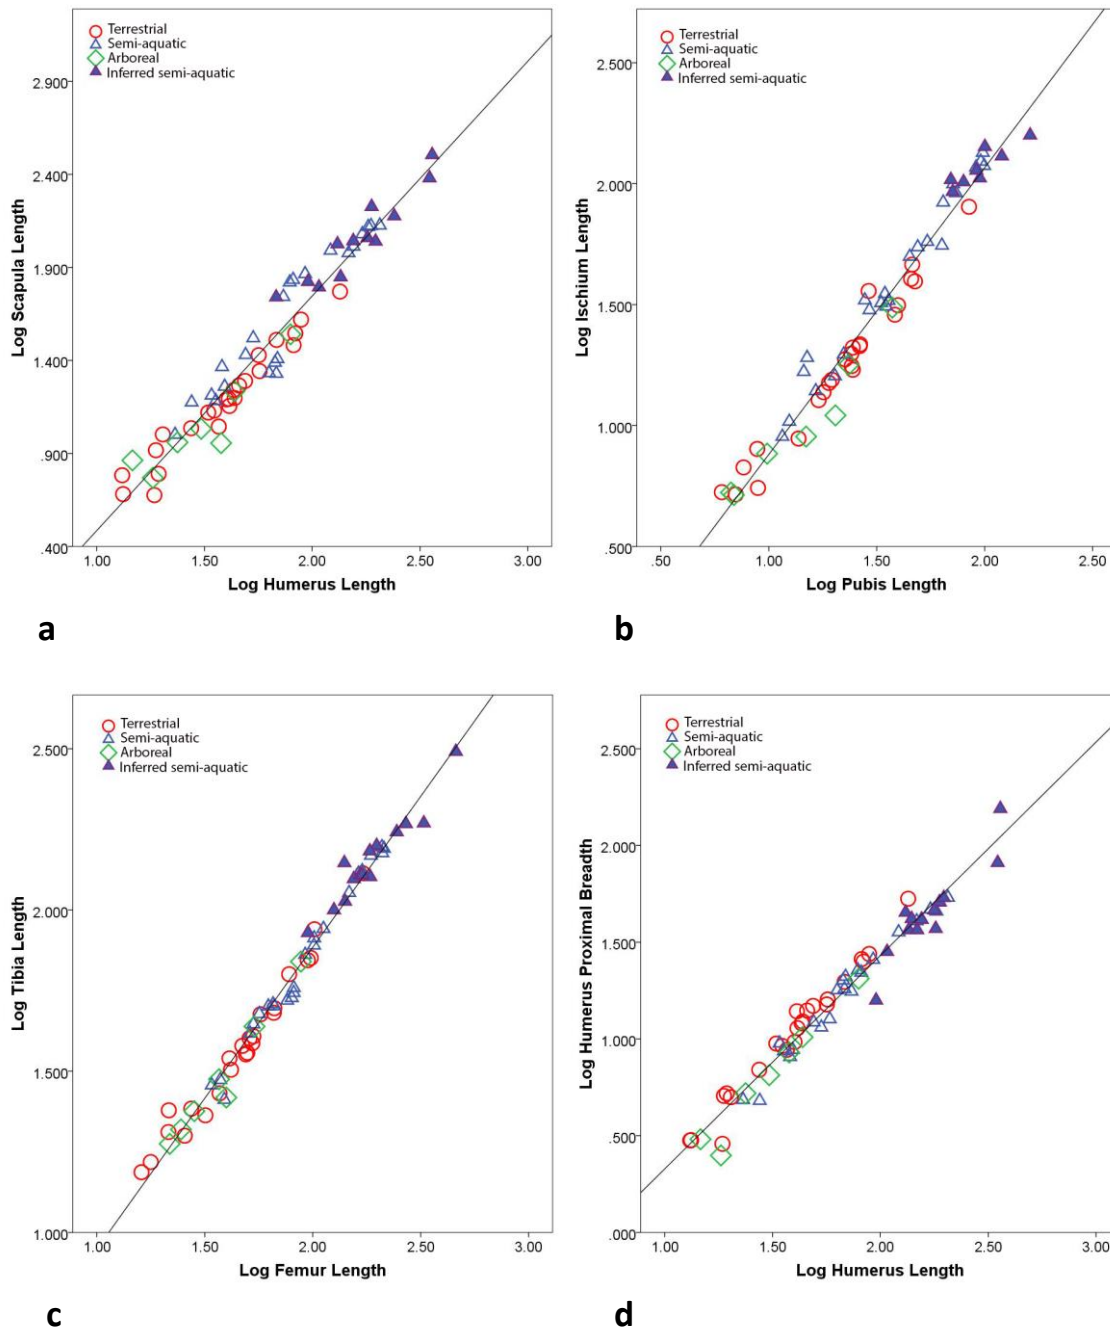 Terrestrial
Semi-aquatic
Arboreal
Inferred semi-aquatic
2.900
2.400
1.900
1.400
.900
.400
Log Scapula Length
1.00 1.50 2.00 2.50 3.00
Log Humerus Length
a
Terrestrial
Semi-aquatic
Arboreal
Inferred semi-aquatic
2.500
2.000
1.500
1.000
.500
Log Ischium Length
.50 1.00 1.50 2.00 2.50
Log Pubis Length
b
Terrestrial
Semi-aquatic
Arboreal
Inferred semi-aquatic
2.500
2.000
1.500
1.000
Log Tibia Length
1.00 1.50 2.00 2.50 3.00
Log Femur Length
c
Terrestrial
Semi-aquatic
Arboreal
Inferred semi-aquatic
2.500
2.000
1.500
1.000
.500
.000
Log Humerus Proximal Breadth
1.00 1.50 2.00 2.50 3.00
Log Humerus Length
d